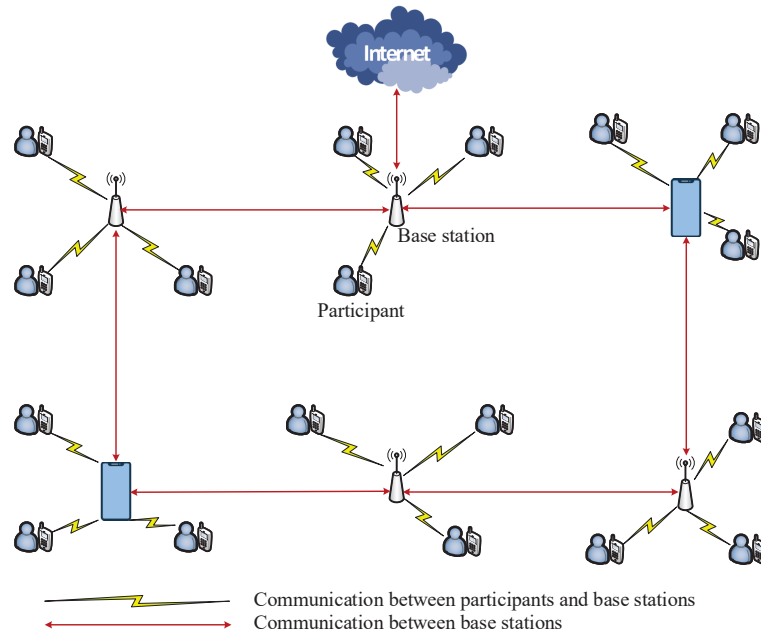 Internet
Base station
Participant
Communication between participants and base stations
Communication between base stations